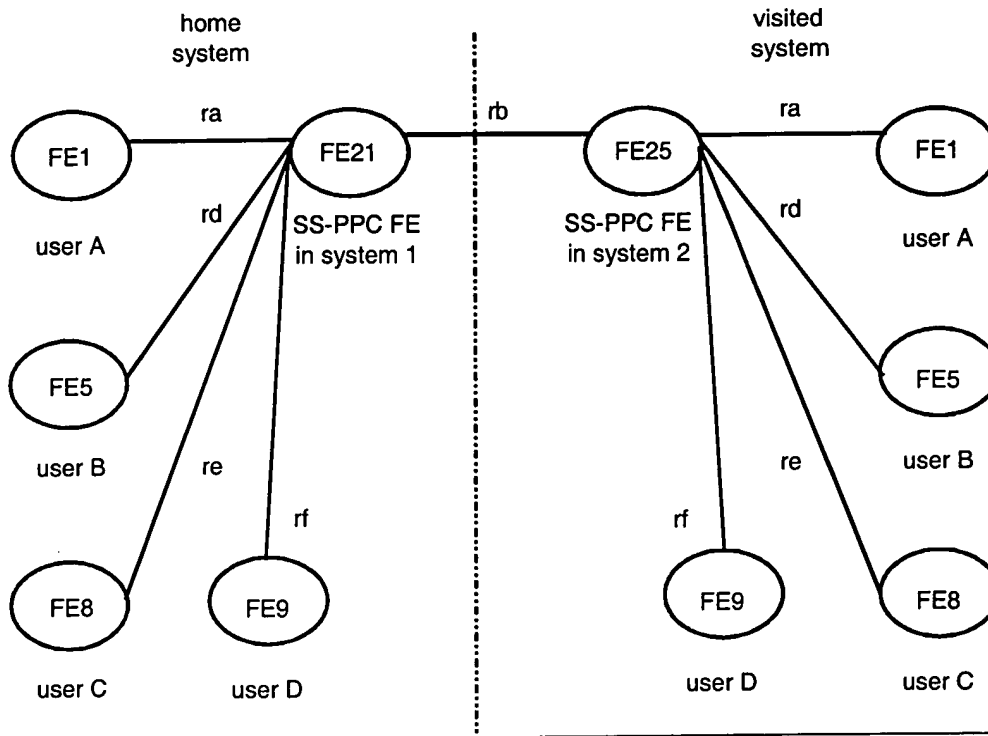 home
system
visited
system
ra
rb
ra
FE1
FE21
FE25
FE1
rd
rd
user A
SS-PPC FE
in system 1
SS-PPC FE
in system 2
user A
FE5
FE5
user B
re
re
user B
rf
rf
FE8
FE9
FE9
FE8
user C
user D
user D
user C